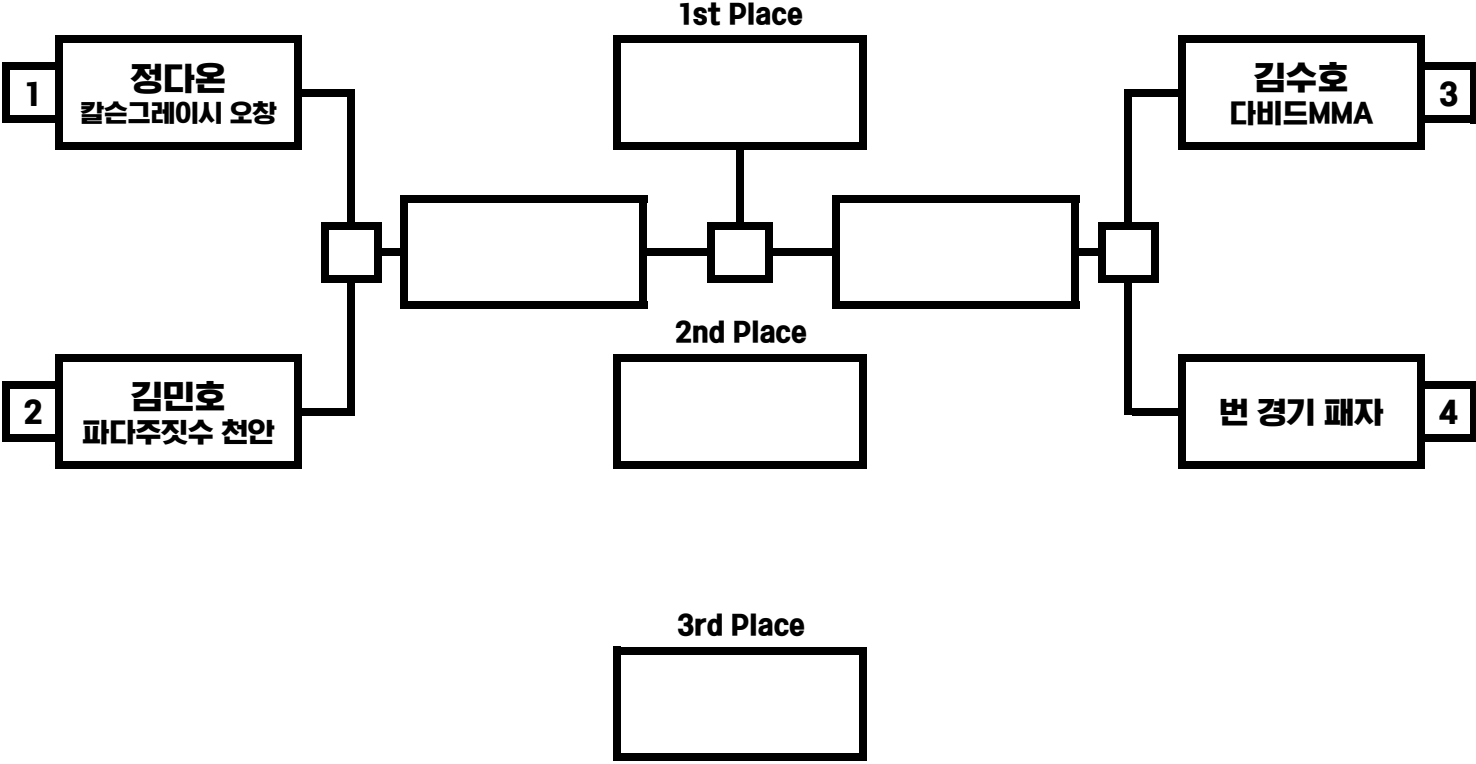 1st Place
1
정다온
칼슨그레이시 오창
김수호
다비드MMA
3
2nd Place
2
김민호
파다주짓수 천안
번 경기 패자
4
3rd Place